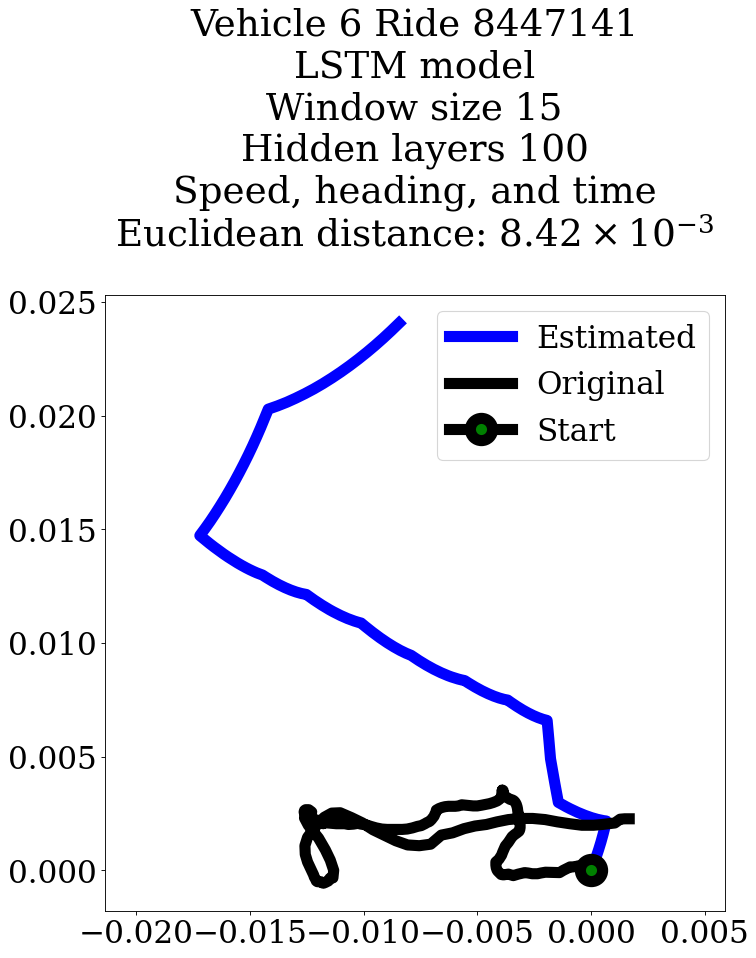 Vehicle 6 Ride 8447141
LSTM model
Window size 15
Hidden layers 100
Speed, heading, and time
Euclidean distance: 8.42 × 10⁻³
0.025
0.020
0.015
0.010
0.005
0.000
Estimated
Original
Start
−0.020 −0.015 −0.010 −0.005 0.000 0.005